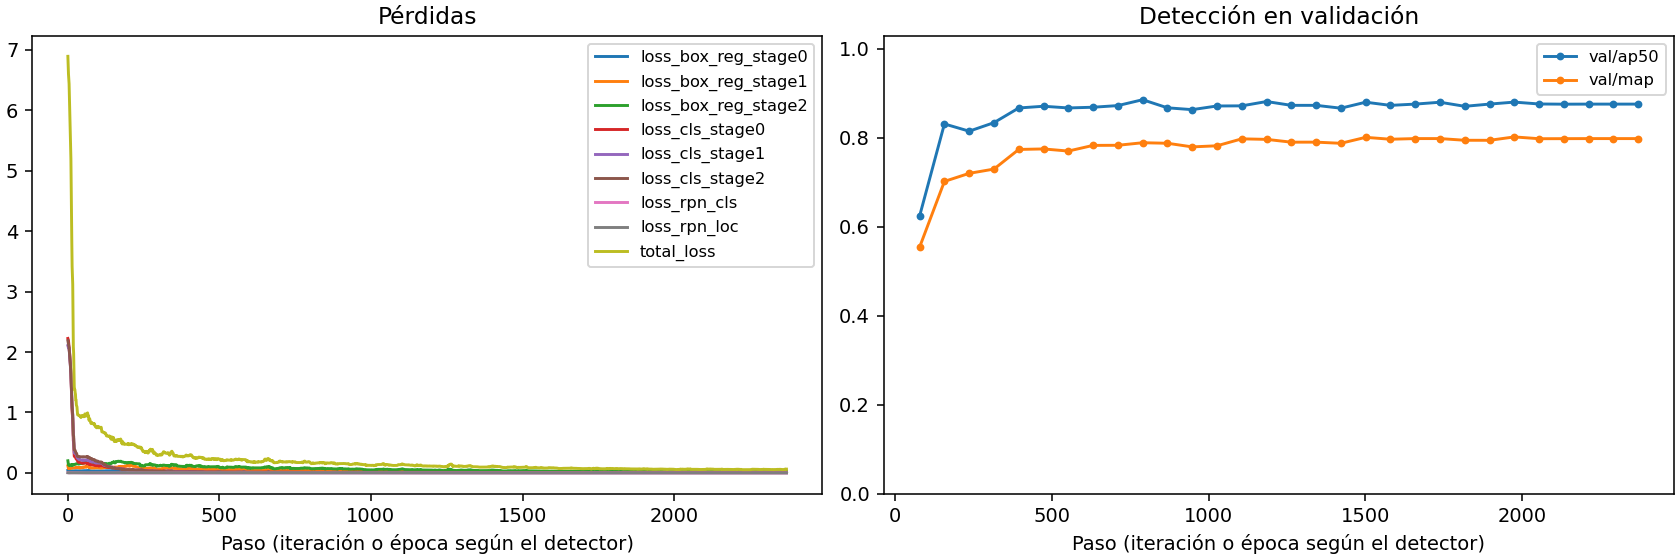 Pérdidas
7
6
5
4
3
2
1
0
loss_box_reg_stage0
loss_box_reg_stage1
loss_box_reg_stage2
loss_cls_stage0
loss_cls_stage1
loss_cls_stage2
loss_rpn_cls
loss_rpn_loc
total_loss
0 500 1000 1500 2000
Paso (iteración o época según el detector)
Detección en validación
1.0
0.8
0.6
0.4
0.2
0.0
val/ap50
val/map
0 500 1000 1500 2000
Paso (iteración o época según el detector)